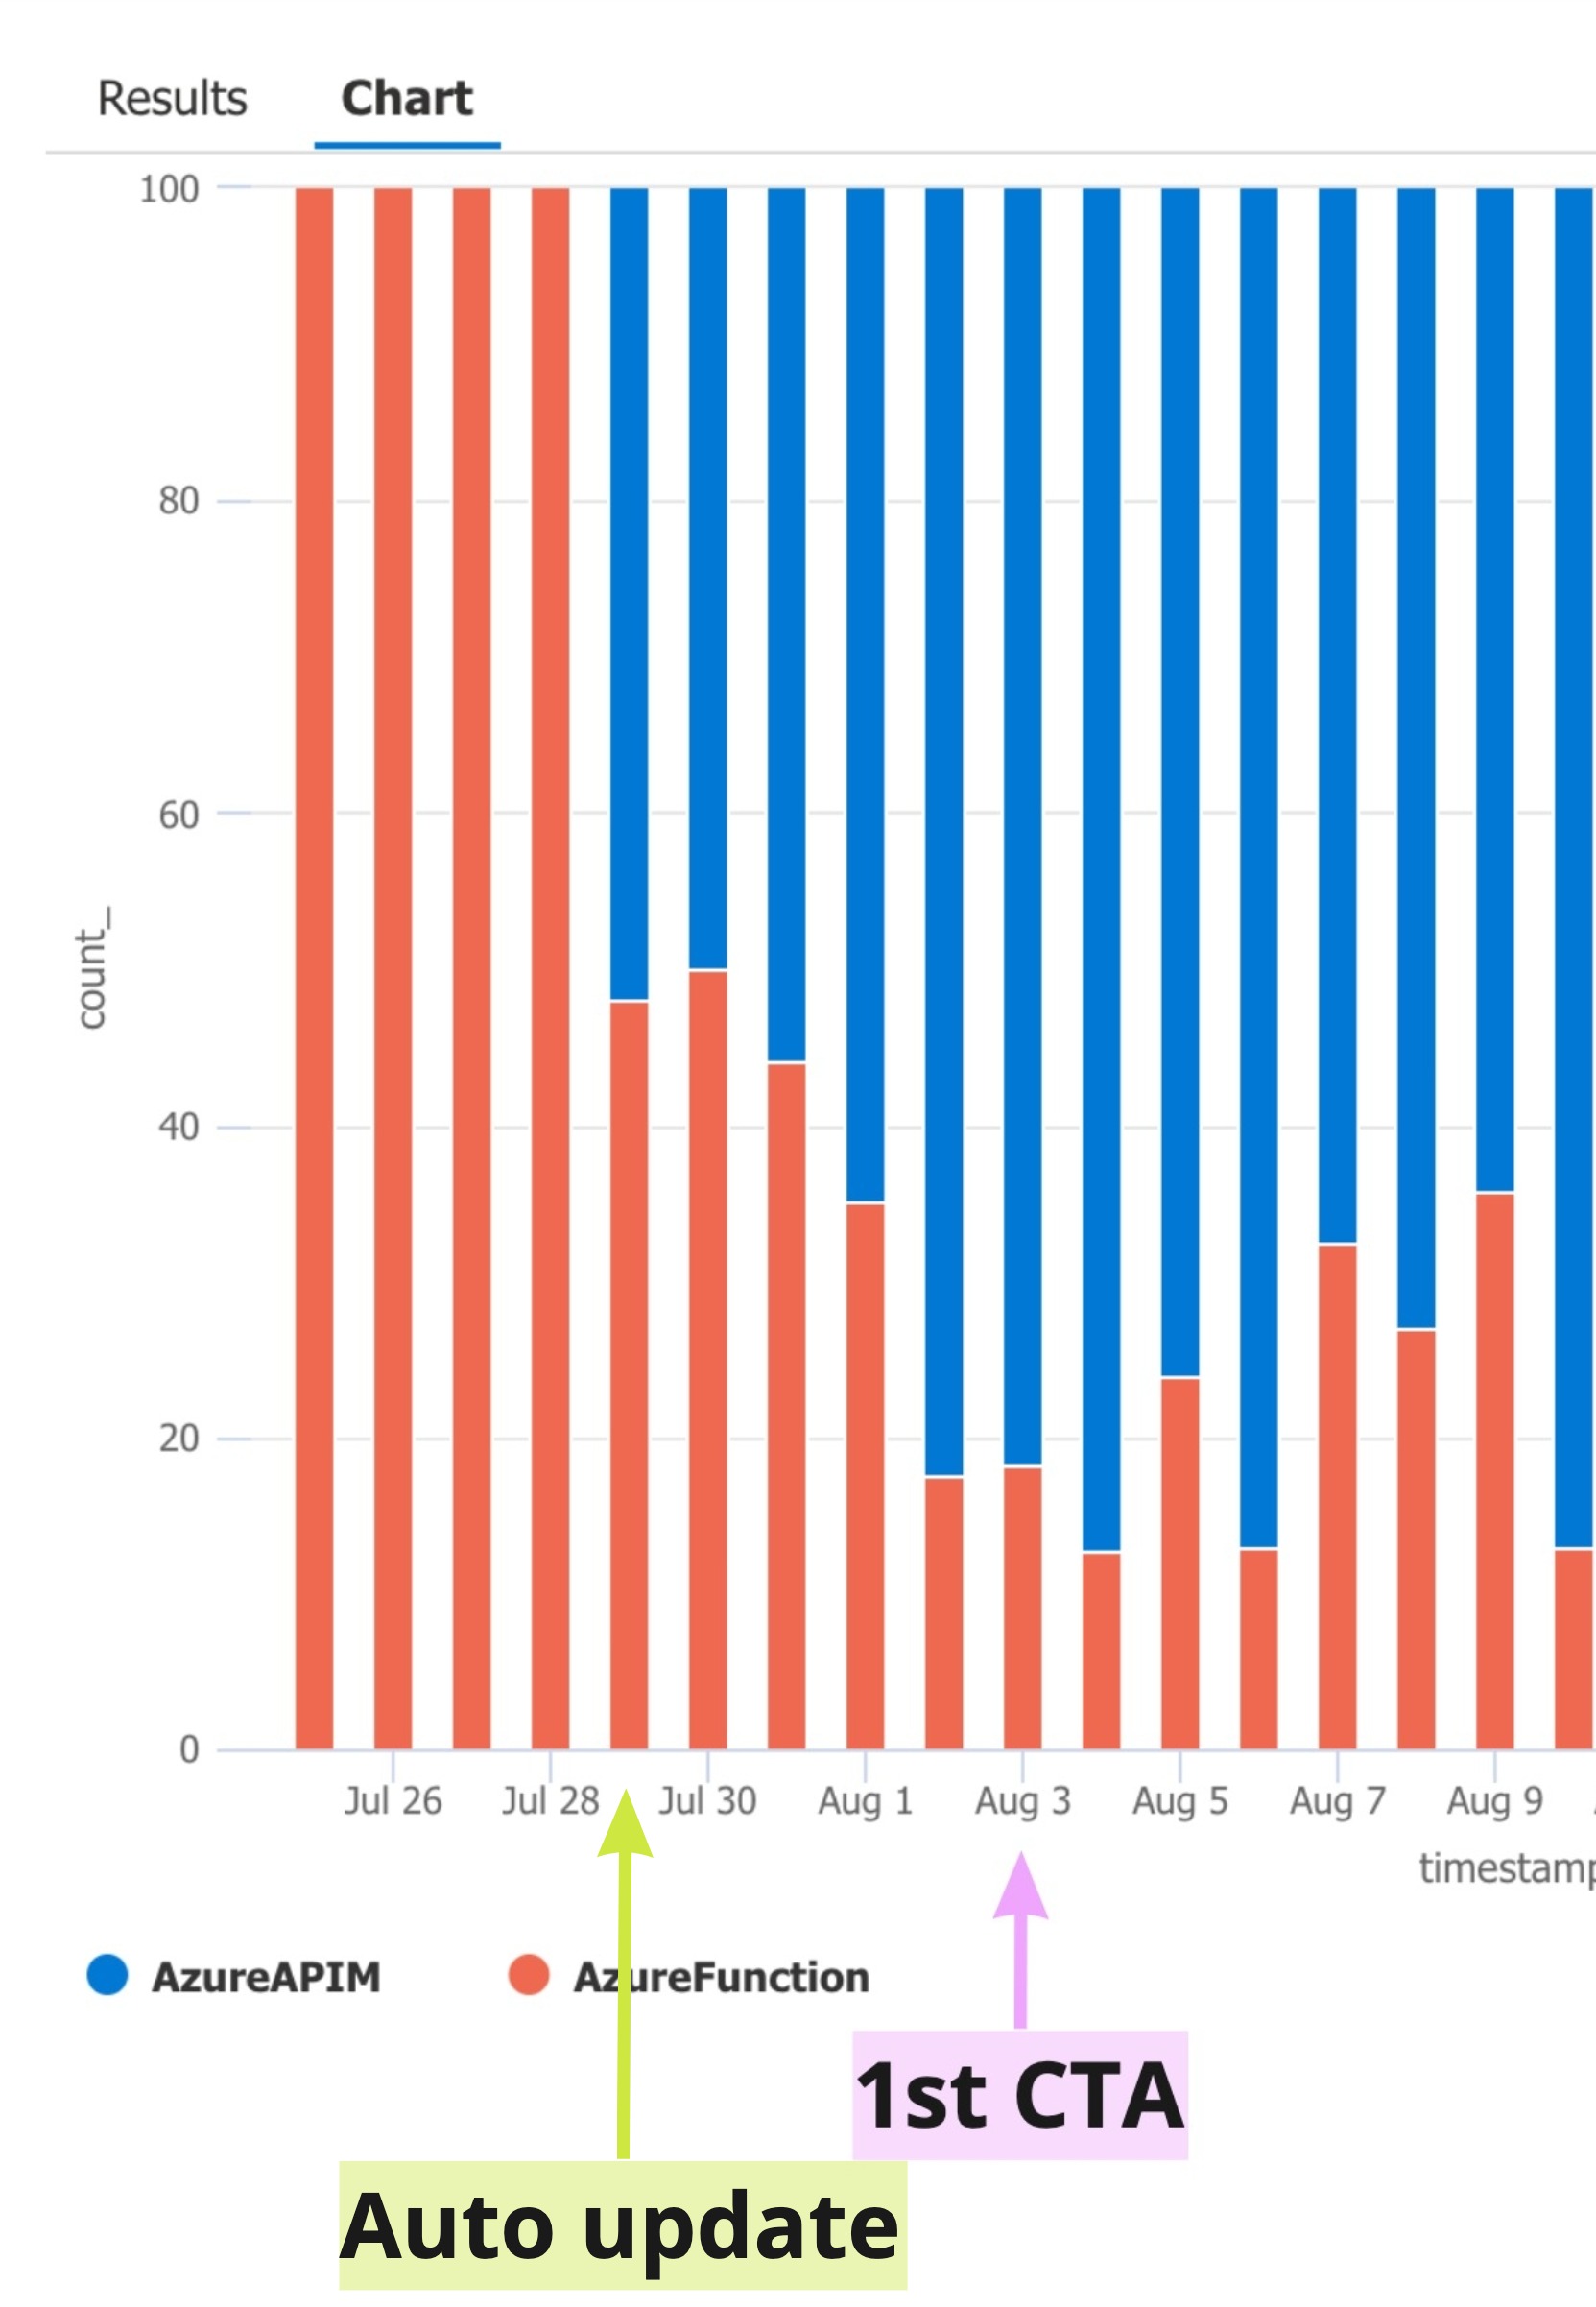 Results Chart
100
80
60
40
20
0
count_
Jul 26 Jul 28 Jul 30 Aug 1 Aug 3 Aug 5 Aug 7 Aug 9
timestamp
AzureAPIM AzureFunction
1st CTA
Auto update